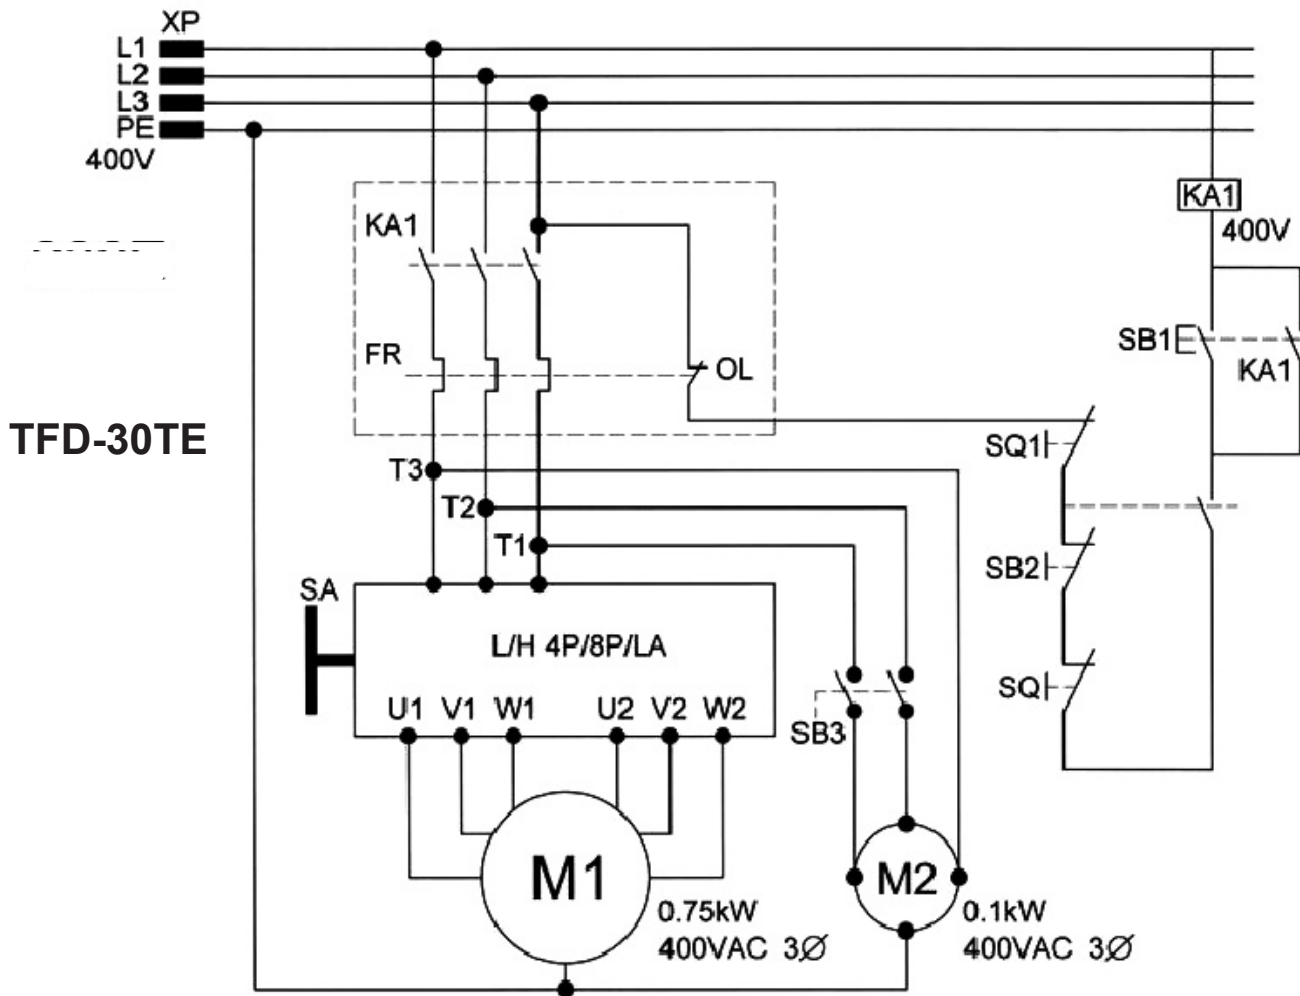 XP
L1
L2
L3
PE
400V
KA1
400V
KA1
SB1
KA1
FR
OL
TFD-30TE
SQ1
T3
T2
T1
SB2
SA
L/H 4P/8P/LA
SQ
U1 V1 W1 U2 V2 W2
SB3
M1
M2
0.75kW
400VAC 3Ø
0.1kW
400VAC 3Ø